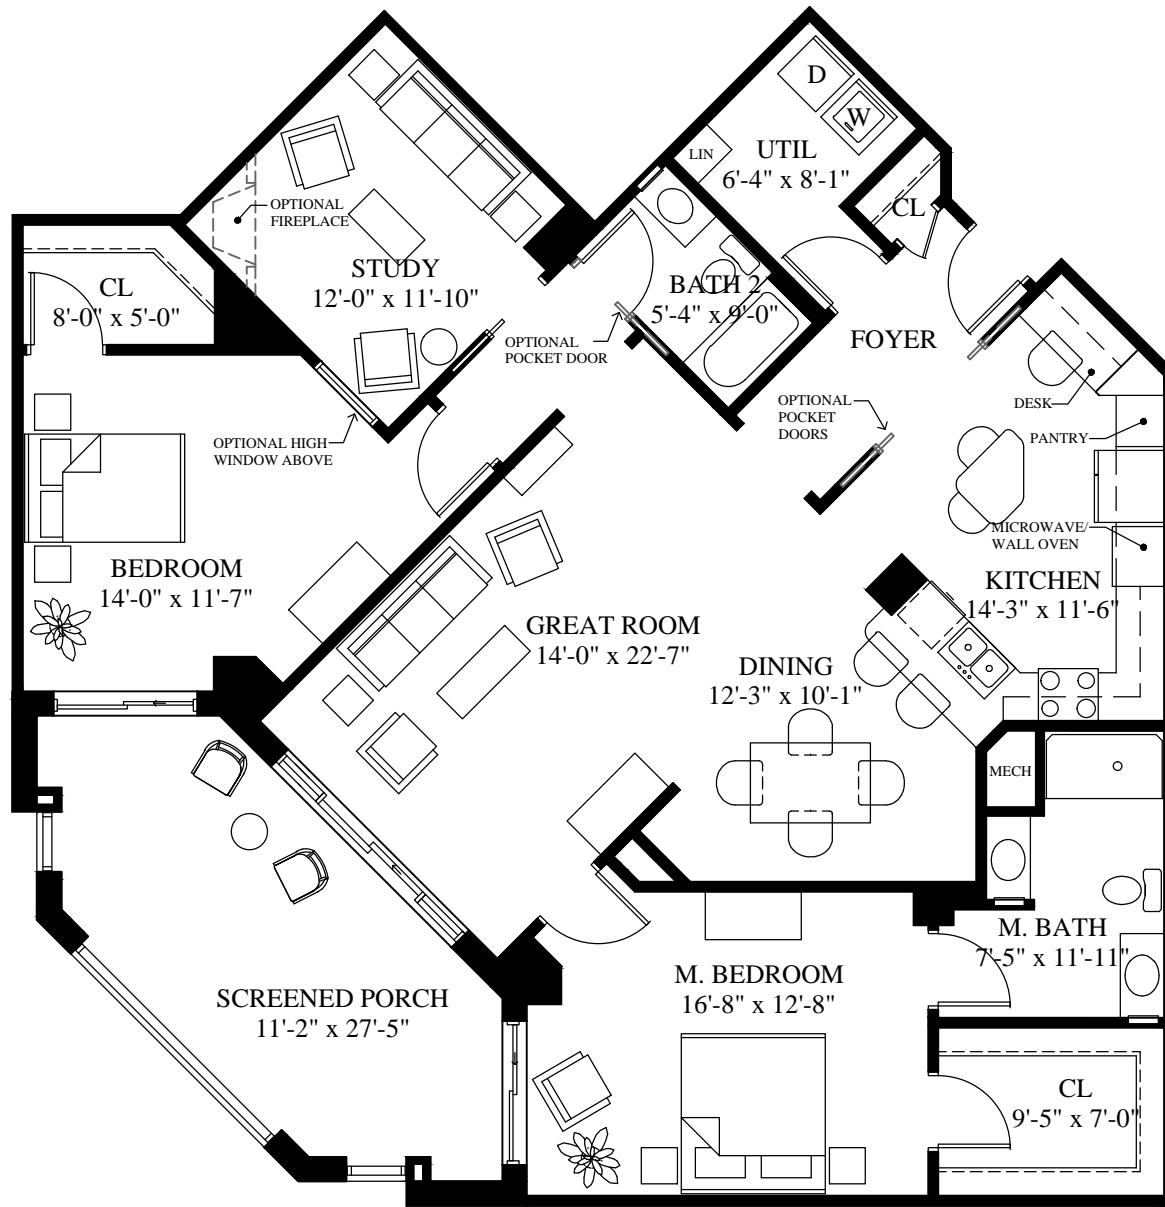 D
W
UTIL
6'-4" x 8'-1"
LIN
CL
OPTIONAL
FIREPLACE
STUDY
12'-0" x 11'-10"
BATH 2
5'-4" x 9'-0"
CL
8'-0" x 5'-0"
OPTIONAL
POCKET DOOR
FOYER
DESK
OPTIONAL
POCKET
DOORS
PANTRY
OPTIONAL HIGH
WINDOW ABOVE
MICROWAVE/
WALL OVEN
BEDROOM
14'-0" x 11'-7"
KITCHEN
14'-3" x 11'-6"
GREAT ROOM
14'-0" x 22'-7"
DINING
12'-3" x 10'-1"
MECH
M. BATH
7'-5" x 11'-11"
M. BEDROOM
16'-8" x 12'-8"
SCREENED PORCH
11'-2" x 27'-5"
CL
9'-5" x 7'-0"